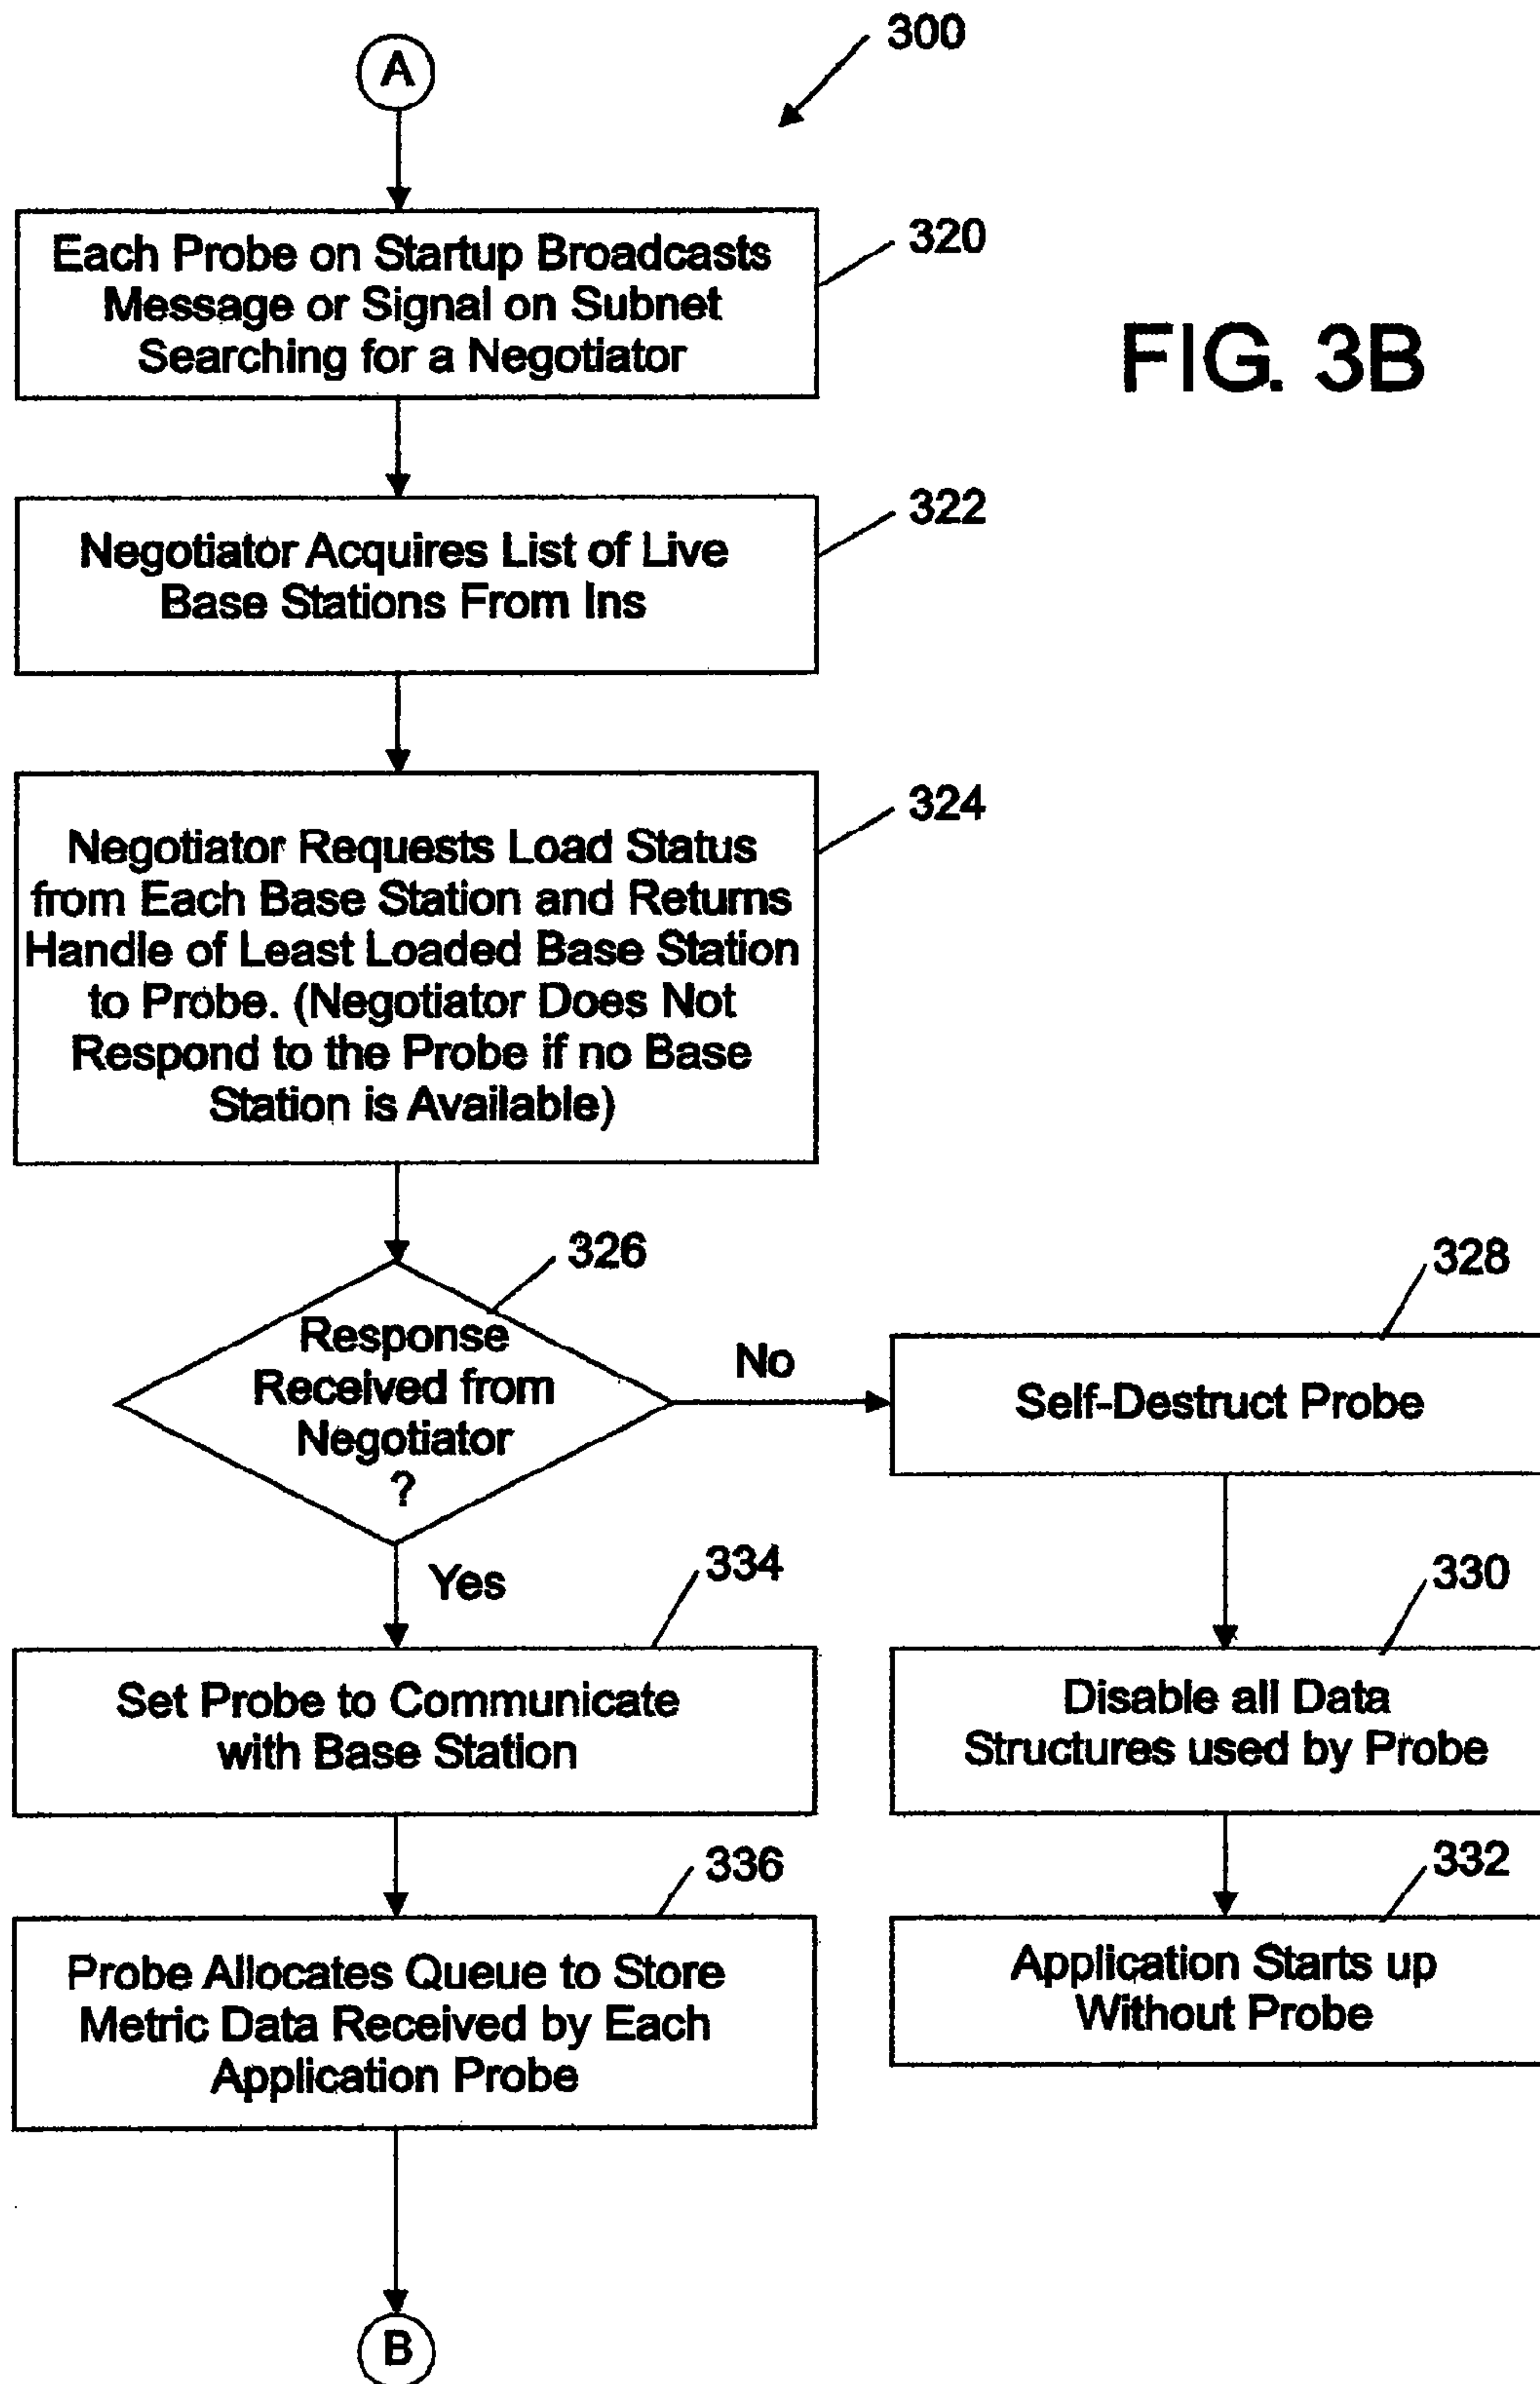 A
300
Each Probe on Startup Broadcasts
Message or Signal on Subnet
Searching for a Negotiator
320
FIG. 3B
Negotiator Acquires List of Live
Base Stations From Ins
322
Negotiator Requests Load Status
from Each Base Station and Returns
Handle of Least Loaded Base Station
to Probe. (Negotiator Does Not
Respond to the Probe if no Base
Station is Available)
324
Response
Received from
Negotiator
?
326
No
Yes
Self-Destruct Probe
328
Set Probe to Communicate
with Base Station
334
Disable all Data
Structures used by Probe
330
Probe Allocates Queue to Store
Metric Data Received by Each
Application Probe
336
Application Starts up
Without Probe
332
B